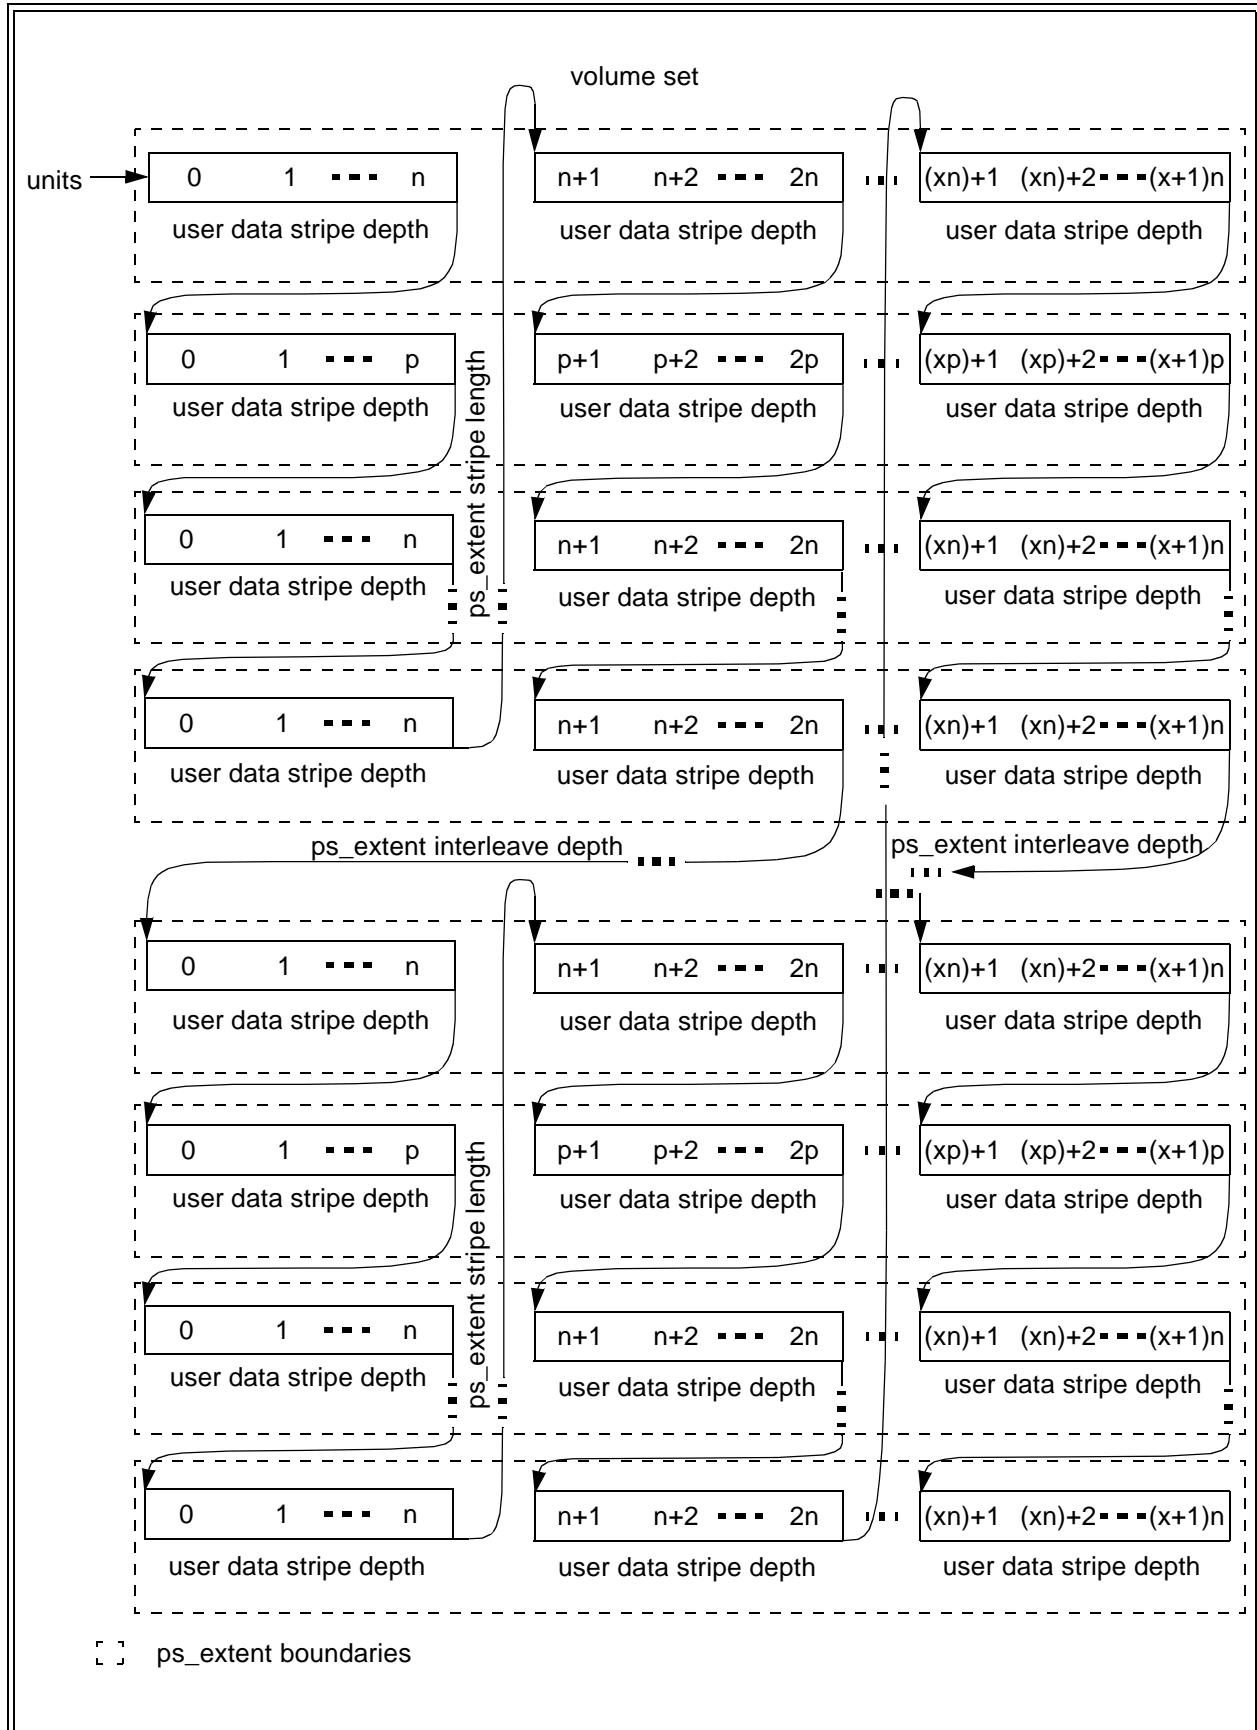 volume set
units
0 1 n n+1 n+2 2n (xn)+1 (xn)+2 (x+1)n
user data stripe depth user data stripe depth user data stripe depth
0 1 p p+1 p+2 2p (xp)+1 (xp)+2 (x+1)p
user data stripe depth user data stripe depth user data stripe depth
ps_extent stripe length
0 1 n n+1 n+2 2n (xn)+1 (xn)+2 (x+1)n
user data stripe depth user data stripe depth user data stripe depth
0 1 n n+1 n+2 2n (xn)+1 (xn)+2 (x+1)n
user data stripe depth user data stripe depth user data stripe depth
ps_extent interleave depth ps_extent interleave depth
0 1 n n+1 n+2 2n (xn)+1 (xn)+2 (x+1)n
user data stripe depth user data stripe depth user data stripe depth
0 1 p p+1 p+2 2p (xp)+1 (xp)+2 (x+1)p
user data stripe depth user data stripe depth user data stripe depth
ps_extent stripe length
0 1 n n+1 n+2 2n (xn)+1 (xn)+2 (x+1)n
user data stripe depth user data stripe depth user data stripe depth
0 1 n n+1 n+2 2n (xn)+1 (xn)+2 (x+1)n
user data stripe depth user data stripe depth user data stripe depth
ps_extent boundaries